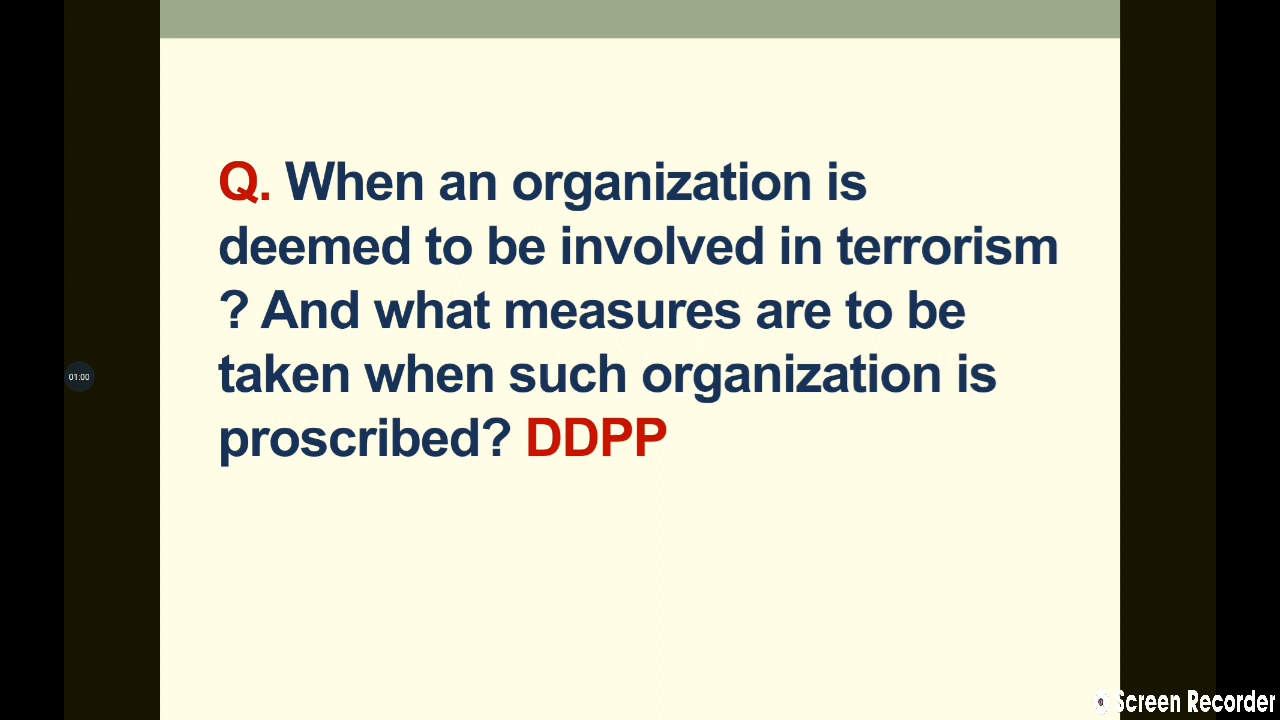 Q. When an organization is
deemed to be involved in terrorism
? And what measures are to be
taken when such organization is
proscribed? DDPP
01:00
Screen Recorder